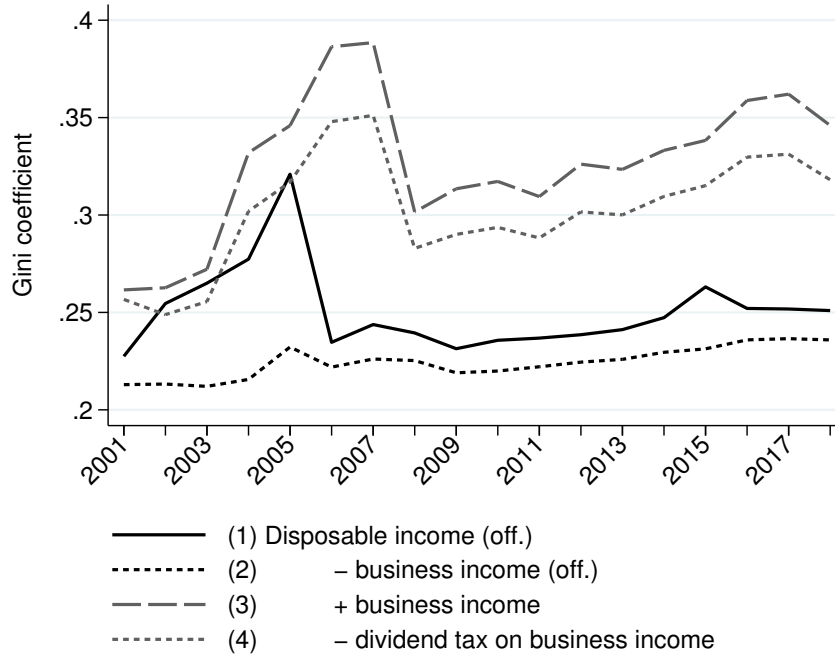 Gini coefficient
.4
.35
.3
.25
.2
2001
2003
2005
2007
2009
2011
2013
2015
2017
(1) Disposable income (off.)
(2) − business income (off.)
(3) + business income
(4) − dividend tax on business income